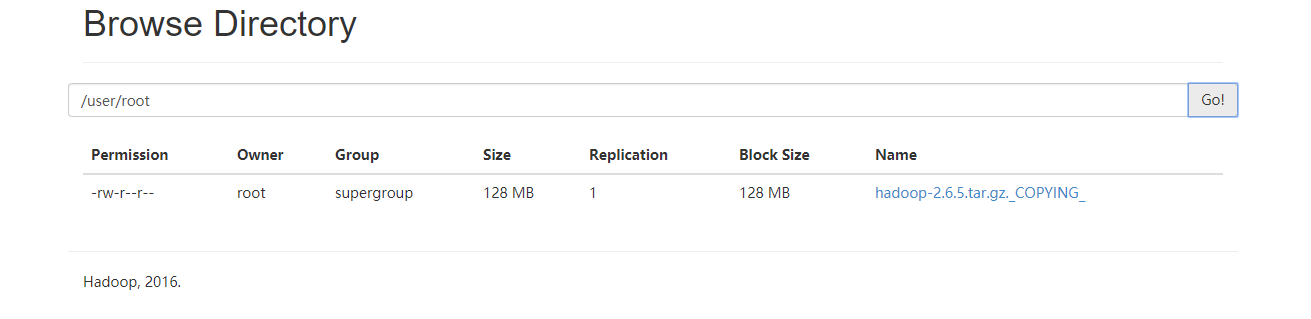 Browse Directory
/user/root Go!
Permission Owner Group Size Replication Block Size Name
-rw-r--r-- root supergroup 128 MB 1 128 MB hadoop-2.6.5.tar.gz._COPYING_
Hadoop, 2016.